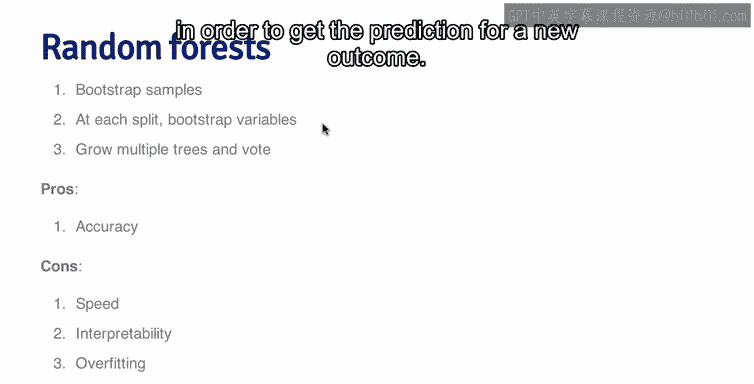 in order to get the prediction for a new
outcome.
Random forests
1. Bootstrap samples
2. At each split, bootstrap variables
3. Grow multiple trees and vote
Pros:
1. Accuracy
Cons:
1. Speed
2. Interpretability
3. Overfitting